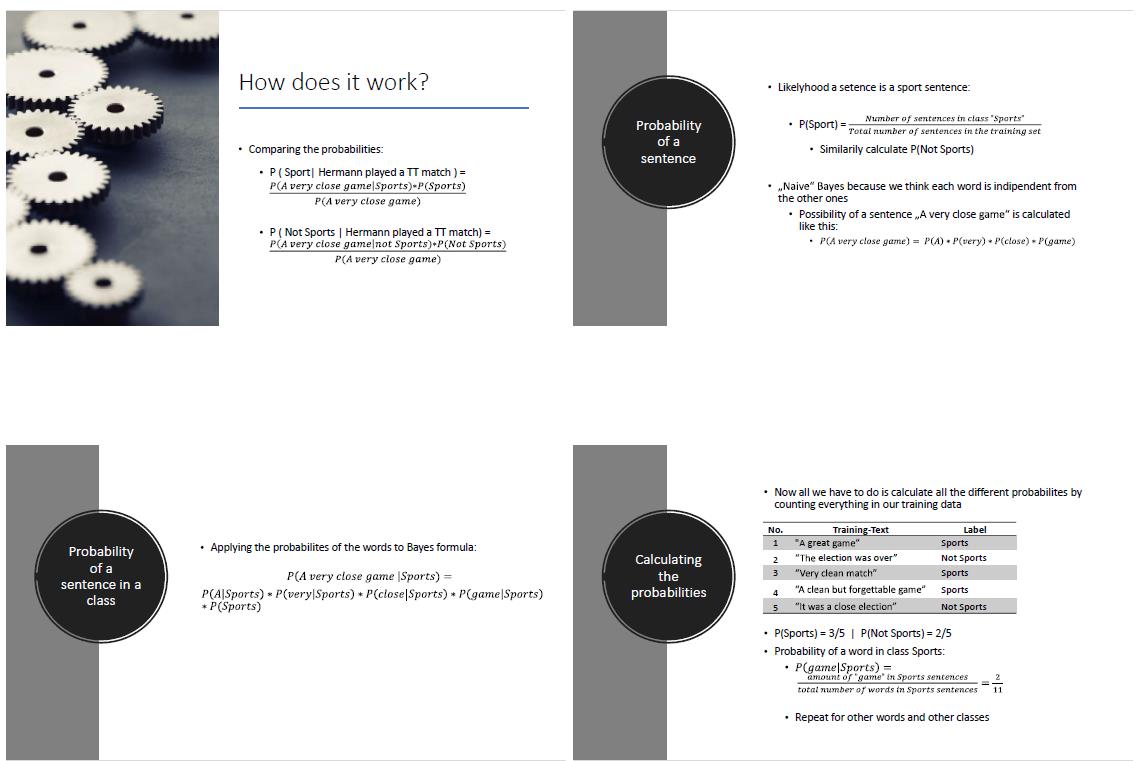 How does it work?
• Comparing the probabilities:
• P ( Sport| Hermann played a TT match ) =
P(A very close game|Sports)*P(Sports)
P(A very close game)
• P ( Not Sports | Hermann played a TT match) =
P(A very close game|not Sports)*P(Not Sports)
P(A very close game)
Probability
of a
sentence
• Likelyhood a setence is a sport sentence:
• P(Sport) = Number of sentences in class "Sports"
Total number of sentences in the training set
• Similarily calculate P(Not Sports)
• „Naive" Bayes because we think each word is indipendent from
the other ones
• Possibility of a sentence „A very close game" is calculated
like this:
• P(A very close game) = P(A) * P(very) * P(close) * P(game)
Probability
of a
sentence in a
class
• Applying the probabilites of the words to Bayes formula:
P(A very close game |Sports) =
P(A|Sports) * P(very|Sports) * P(close|Sports) * P(game|Sports)
* P(Sports)
Calculating
the
probabilities
• Now all we have to do is calculate all the different probabilites by
counting everything in our training data
No. Training-Text Label
1 "A great game" Sports
2 "The election was over" Not Sports
3 "Very clean match" Sports
4 "A clean but forgettable game" Sports
5 "It was a close election" Not Sports
• P(Sports) = 3/5 | P(Not Sports) = 2/5
• Probability of a word in class Sports:
• P(game|Sports) =
amount of "game" in Sports sentences
total number of words in Sports sentences = 2
11
• Repeat for other words and other classes